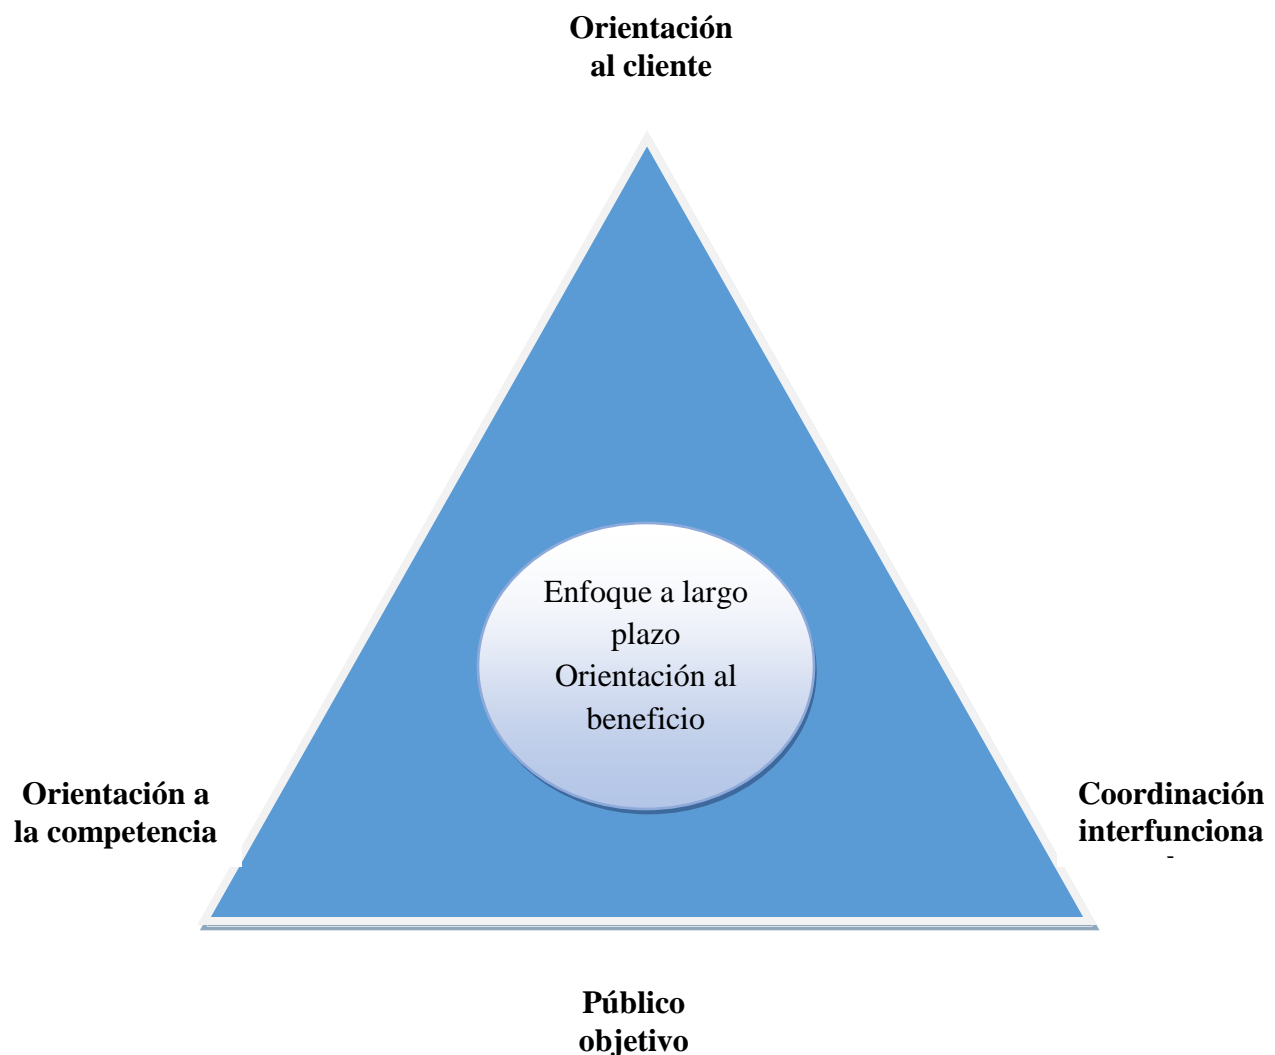 Orientación
al cliente
Enfoque a largo
plazo
Orientación al
beneficio
Orientación a
la competencia
Coordinación
interfunciona
Público
objetivo